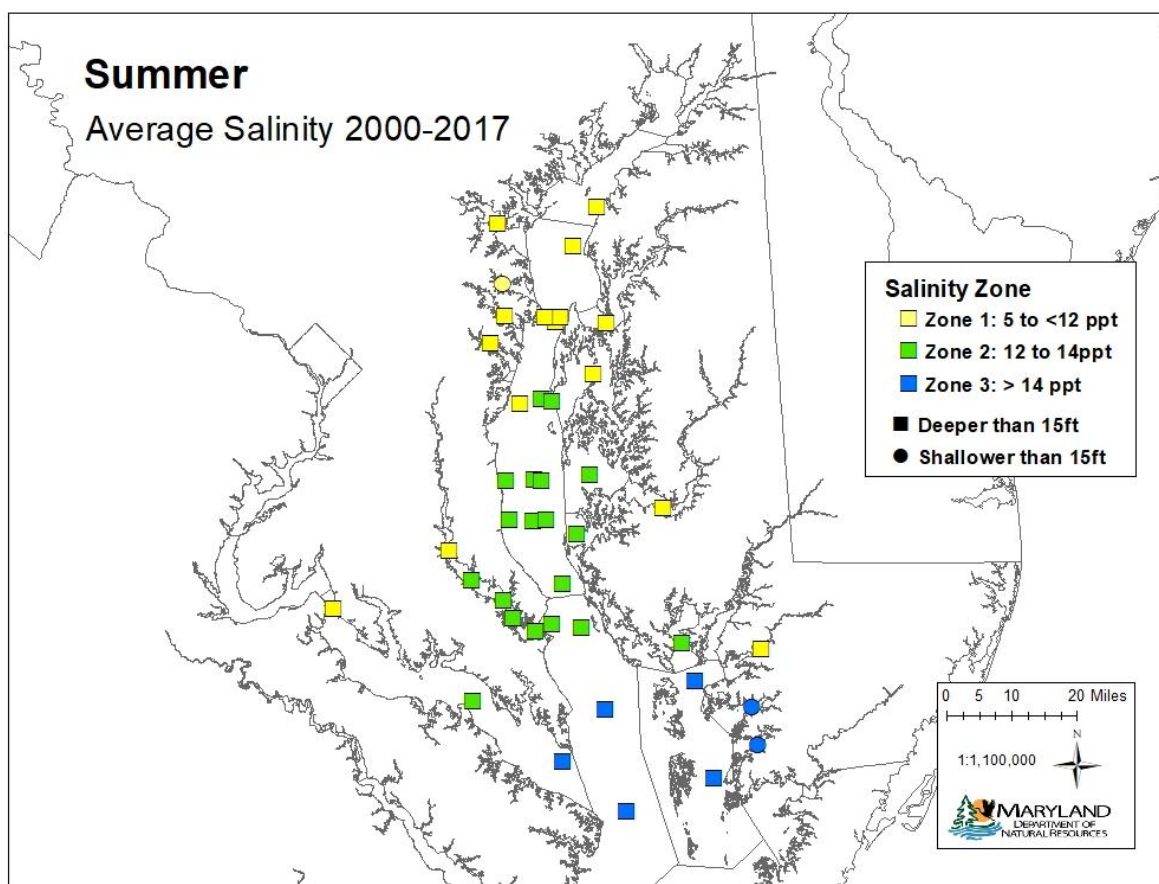 Summer
Average Salinity 2000-2017
Salinity Zone
Zone 1: 5 to <12 ppt
Zone 2: 12 to 14ppt
Zone 3: > 14 ppt
Deeper than 15ft
Shallower than 15ft
0 5 10 20 Miles
N
1:1,100,000
MARYLAND
DEPARTMENT OF
NATURAL RESOURCES